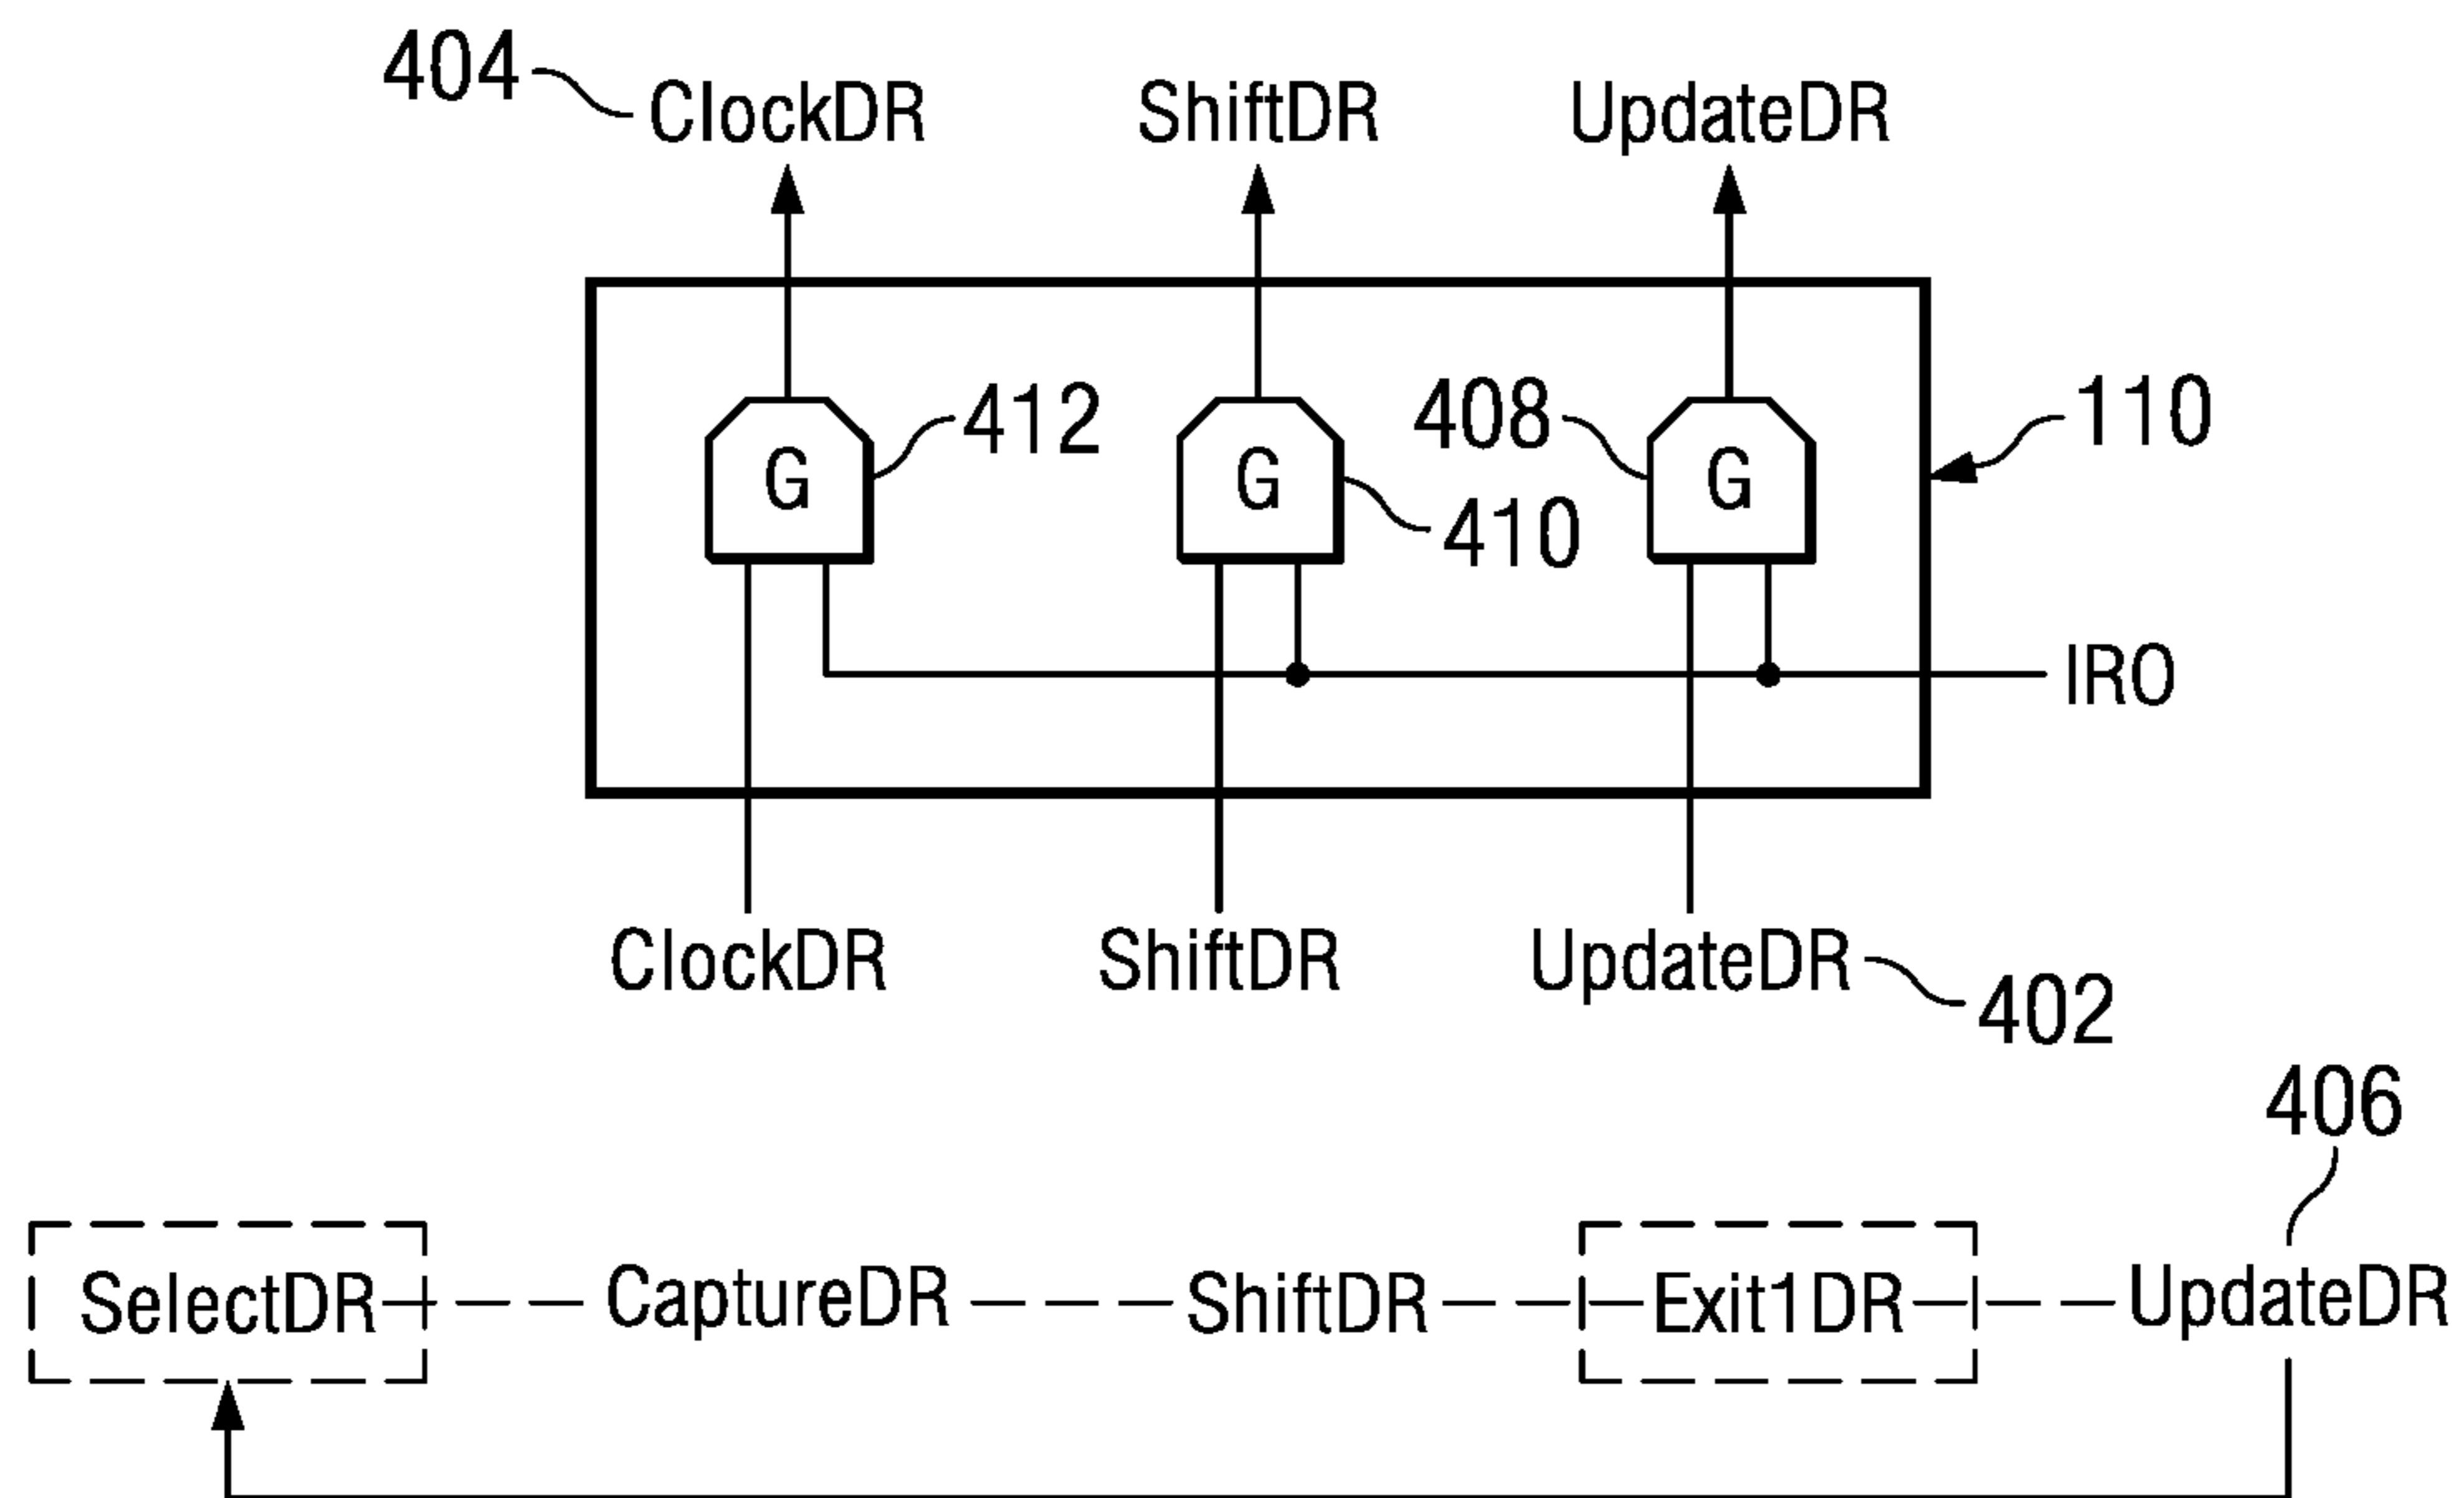 404 ClockDR ShiftDR UpdateDR
G 412 G 410 408 G 110
IRO
ClockDR ShiftDR UpdateDR 402
406
SelectDR CaptureDR ShiftDR Exit1DR UpdateDR